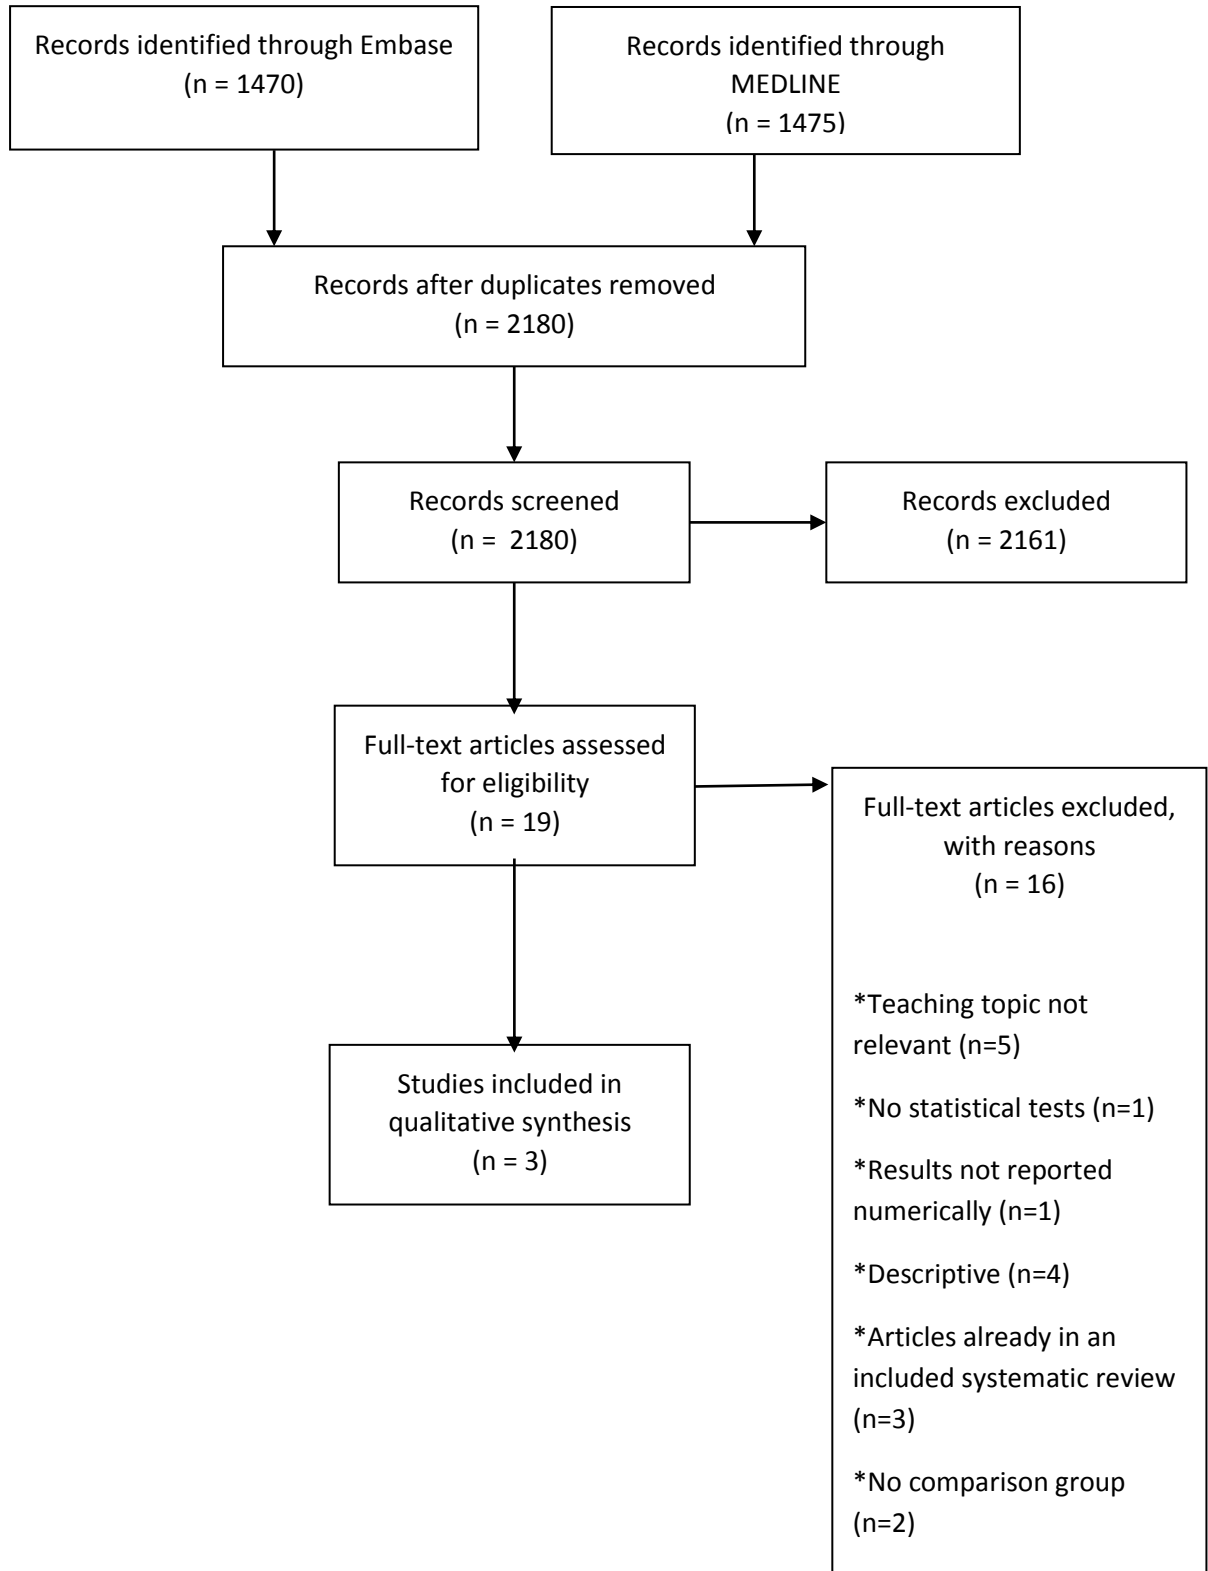 Records identified through Embase
(n = 1470)
Records identified through
MEDLINE
(n = 1475)
Records after duplicates removed
(n = 2180)
Records screened
(n =  2180)
Records excluded
(n = 2161)
Full-text articles assessed
for eligibility
(n = 19)
Full-text articles excluded,
with reasons
(n = 16)
*Teaching topic not
relevant (n=5)
*No statistical tests (n=1)
*Results not reported
numerically (n=1)
*Descriptive (n=4)
*Articles already in an
included systematic review
(n=3)
*No comparison group
(n=2)
Studies included in
qualitative synthesis
(n = 3)